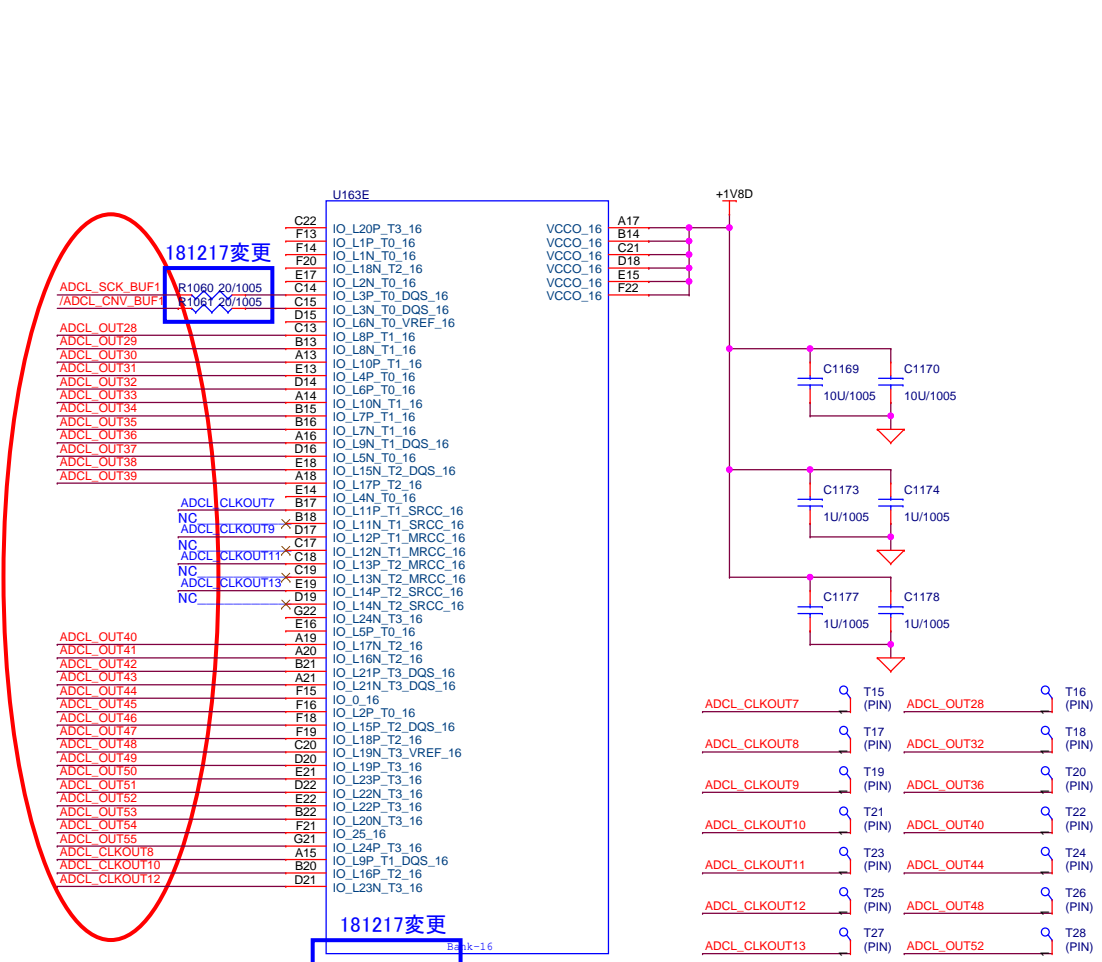 U163E
+1V8D
181217変更
C22 IO_L20P_T3_16
F13 IO_L1P_T0_16
F14 IO_L1N_T0_16
F20 IO_L18N_T2_16
E17 IO_L2N_T0_16
ADCL_SCK_BUF1 R1060 20/1005 C14 IO_L3P_T0_DQS_16
/ADCL_CNV_BUF1 R1061 20/1005 C15 IO_L3N_T0_DQS_16
D15 IO_L6N_T0_VREF_16
ADCL_OUT28 C13 IO_L8P_T1_16
ADCL_OUT29 B13 IO_L8N_T1_16
ADCL_OUT30 A13 IO_L10P_T1_16
ADCL_OUT31 E13 IO_L4P_T0_16
ADCL_OUT32 D14 IO_L6P_T0_16
ADCL_OUT33 A14 IO_L10N_T1_16
ADCL_OUT34 B15 IO_L7P_T1_16
ADCL_OUT35 B16 IO_L7N_T1_16
ADCL_OUT36 A16 IO_L9N_T1_DQS_16
ADCL_OUT37 D16 IO_L5N_T0_16
ADCL_OUT38 E18 IO_L15N_T2_DQS_16
ADCL_OUT39 A18 IO_L17P_T2_16
E14 IO_L4N_T0_16
ADCL_CLKOUT7 B17 IO_L11P_T1_SRCC_16
NC B18 IO_L11N_T1_SRCC_16
ADCL_CLKOUT9 D17 IO_L12P_T1_MRCC_16
NC C17 IO_L12N_T1_MRCC_16
ADCL_CLKOUT11 C18 IO_L13P_T2_MRCC_16
NC C19 IO_L13N_T2_MRCC_16
ADCL_CLKOUT13 E19 IO_L14P_T2_SRCC_16
NC D19 IO_L14N_T2_SRCC_16
G22 IO_L24N_T3_16
E16 IO_L5P_T0_16
ADCL_OUT40 A19 IO_L17N_T2_16
ADCL_OUT41 A20 IO_L16N_T2_16
ADCL_OUT42 B21 IO_L21P_T3_DQS_16
ADCL_OUT43 A21 IO_L21N_T3_DQS_16
ADCL_OUT44 F15 IO_0_16
ADCL_OUT45 F16 IO_L2P_T0_16
ADCL_OUT46 F18 IO_L15P_T2_DQS_16
ADCL_OUT47 F19 IO_L18P_T2_16
ADCL_OUT48 C20 IO_L19N_T3_VREF_16
ADCL_OUT49 D20 IO_L19P_T3_16
ADCL_OUT50 E21 IO_L23P_T3_16
ADCL_OUT51 D22 IO_L22N_T3_16
ADCL_OUT52 E22 IO_L22P_T3_16
ADCL_OUT53 B22 IO_L20N_T3_16
ADCL_OUT54 F21 IO_25_16
ADCL_OUT55 G21 IO_L24P_T3_16
ADCL_CLKOUT8 A15 IO_L9P_T1_DQS_16
ADCL_CLKOUT10 B20 IO_L16P_T2_16
ADCL_CLKOUT12 D21 IO_L23N_T3_16
181217変更
Bank-16
VCCO_16 A17
VCCO_16 B14
VCCO_16 C21
VCCO_16 D18
VCCO_16 E15
VCCO_16 F22
C1169 C1170
10U/1005 10U/1005
C1173 C1174
1U/1005 1U/1005
C1177 C1178
1U/1005 1U/1005
T15 T16
ADCL_CLKOUT7 (PIN) ADCL_OUT28 (PIN)
T17 T18
ADCL_CLKOUT8 (PIN) ADCL_OUT32 (PIN)
T19 T20
ADCL_CLKOUT9 (PIN) ADCL_OUT36 (PIN)
T21 T22
ADCL_CLKOUT10 (PIN) ADCL_OUT40 (PIN)
T23 T24
ADCL_CLKOUT11 (PIN) ADCL_OUT44 (PIN)
T25 T26
ADCL_CLKOUT12 (PIN) ADCL_OUT48 (PIN)
T27 T28
ADCL_CLKOUT13 (PIN) ADCL_OUT52 (PIN)